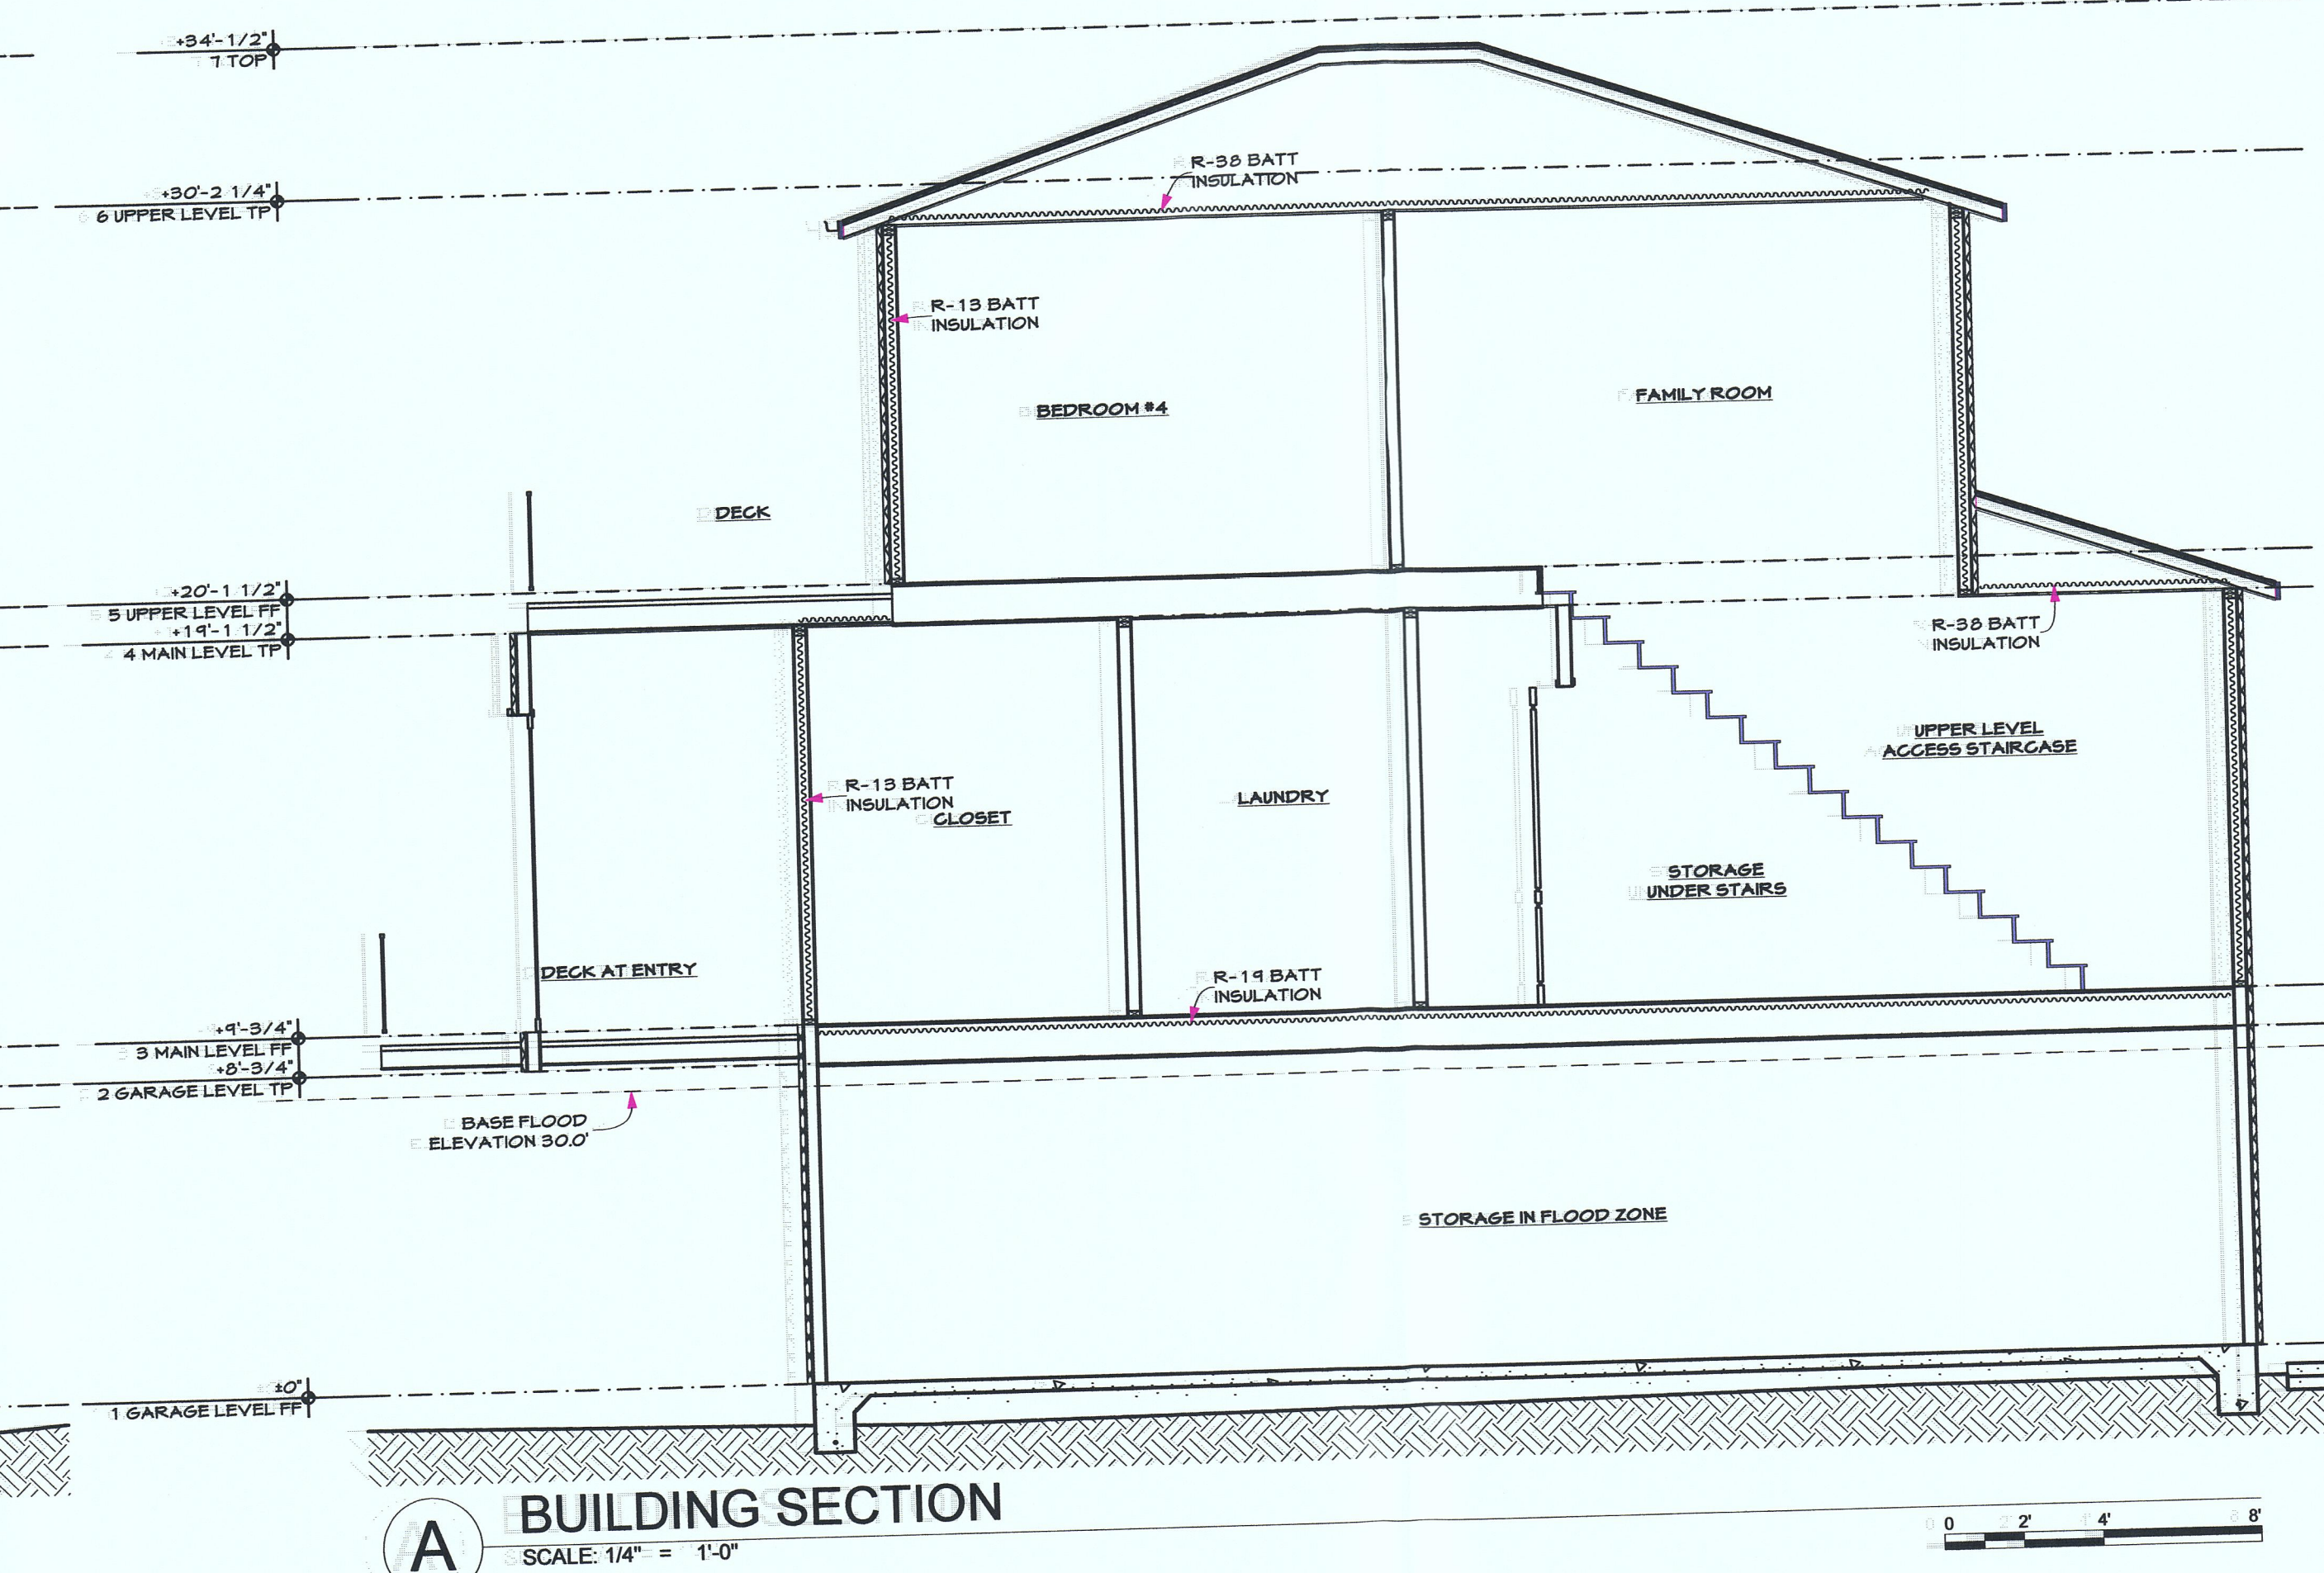 +34'-1/2"
7 TOP
R-38 BATT
INSULATION
+30'-2 1/4"
6 UPPER LEVEL TP
R-13 BATT
INSULATION
BEDROOM #4
FAMILY ROOM
DECK
+20'-1 1/2"
5 UPPER LEVEL FF
+19'-1 1/2"
4 MAIN LEVEL TP
R-38 BATT
INSULATION
UPPER LEVEL
ACCESS STAIRCASE
R-13 BATT
INSULATION
CLOSET
LAUNDRY
STORAGE
UNDER STAIRS
DECK AT ENTRY
R-19 BATT
INSULATION
+9'-3/4"
3 MAIN LEVEL FF
+8'-3/4"
2 GARAGE LEVEL TP
BASE FLOOD
ELEVATION 30.0'
STORAGE IN FLOOD ZONE
±0"
1 GARAGE LEVEL FF
A
BUILDING SECTION
SCALE: 1/4" = 1'-0"
0 2' 4' 8'